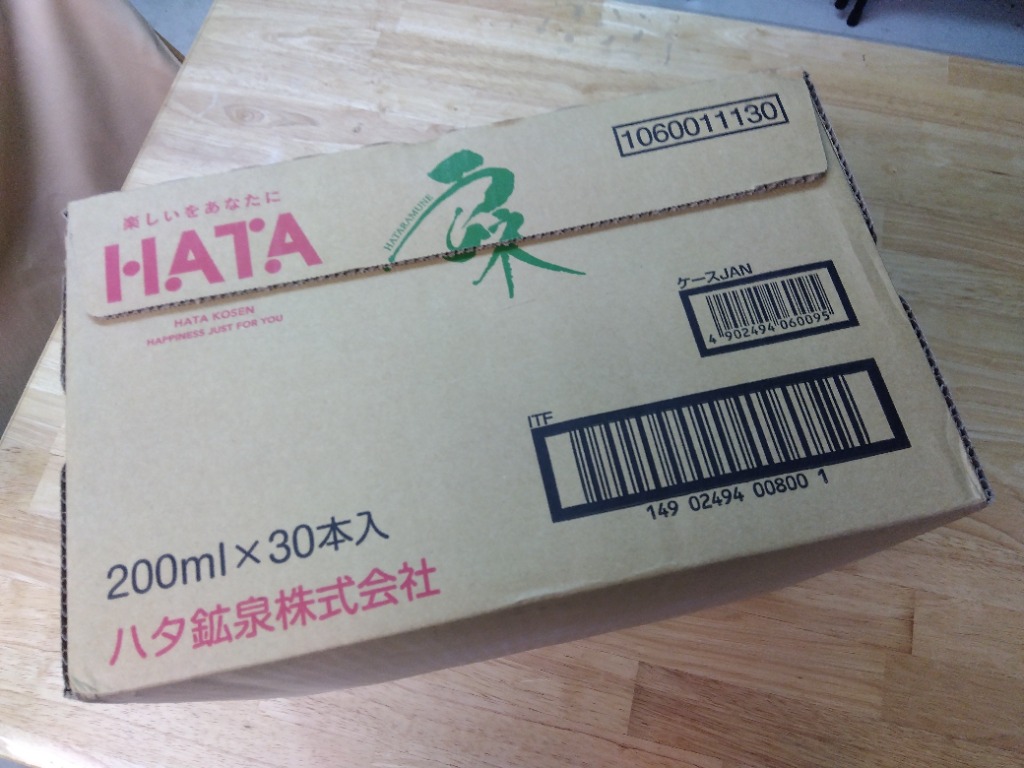 楽しいをあなたに
HATA
HATA KOSEN
HAPPINESS JUST FOR YOU
HATARAMUNE
1060011130
ケースJAN
4 902494 060095
ITF
149 02494 00800 1
200ml×30本入
ハタ鉱泉株式会社